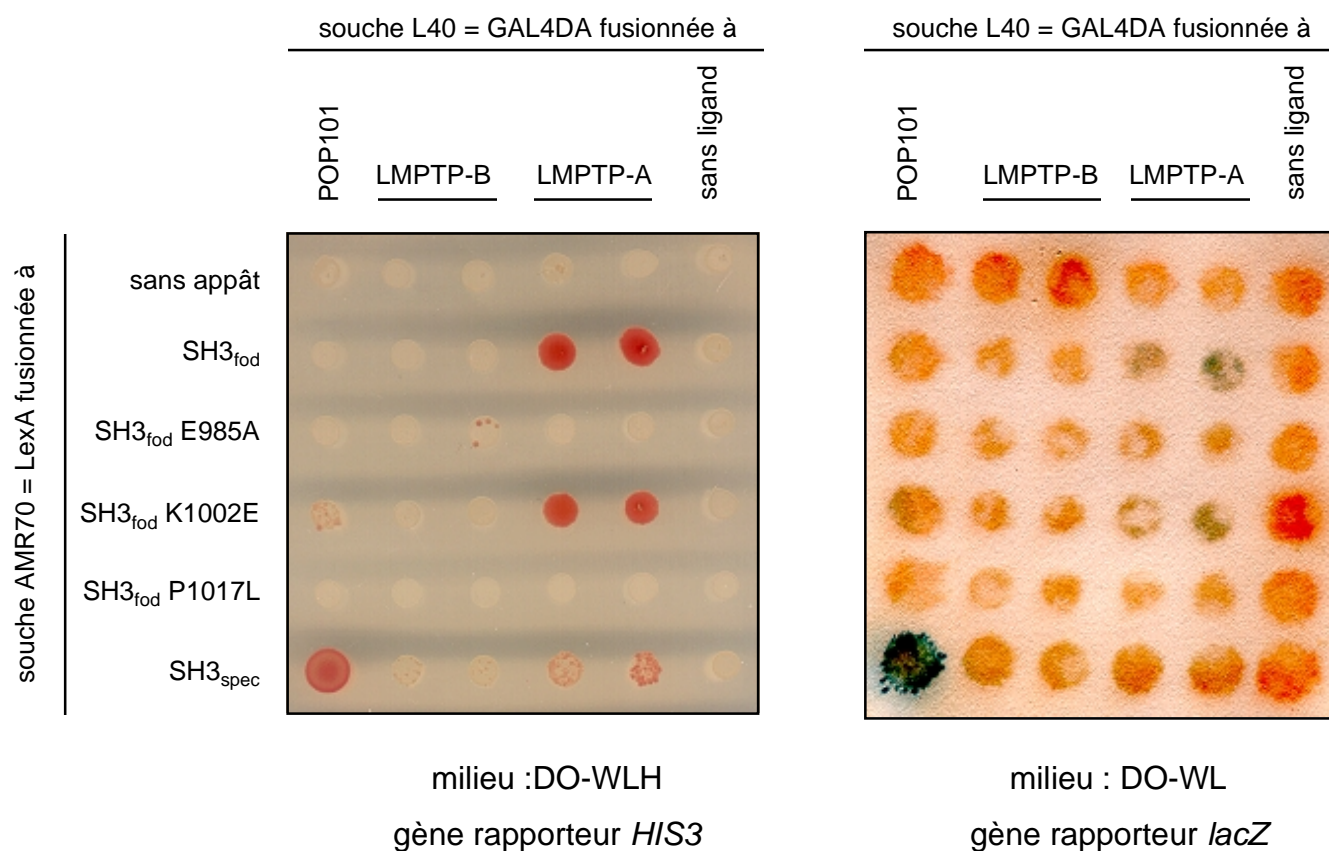 souche L40 = GAL4DA fusionnée à
souche L40 = GAL4DA fusionnée à
POP101
LMPTP-B
LMPTP-A
sans ligand
POP101
LMPTP-B
LMPTP-A
sans ligand
souche AMR70 = LexA fusionnée à
sans appât
SH3fod
SH3fod E985A
SH3fod K1002E
SH3fod P1017L
SH3spec
milieu :DO-WLH
gène rapporteur HIS3
milieu : DO-WL
gène rapporteur lacZ